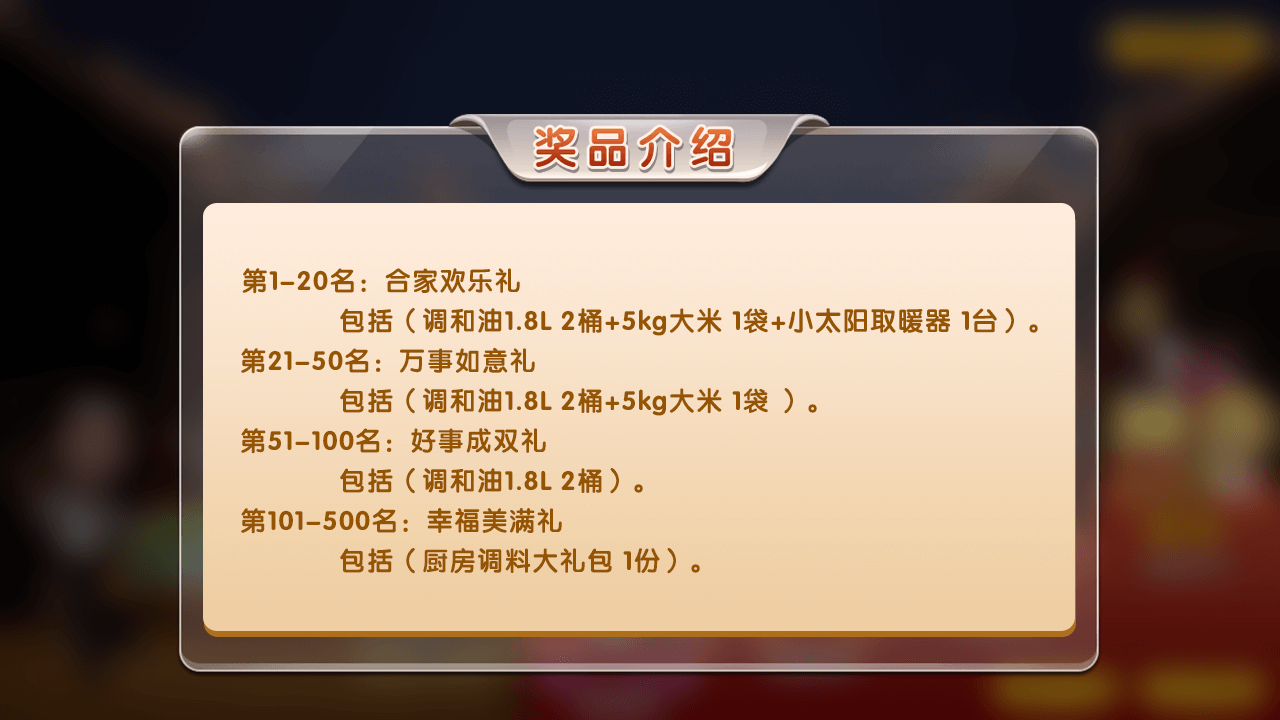 奖品介绍
第1-20名：合家欢乐礼
包括（调和油1.8L 2桶+5kg大米 1袋+小太阳取暖器 1台）。
第21-50名：万事如意礼
包括（调和油1.8L 2桶+5kg大米 1袋 ）。
第51-100名：好事成双礼
包括（调和油1.8L 2桶）。
第101-500名：幸福美满礼
包括（厨房调料大礼包 1份）。